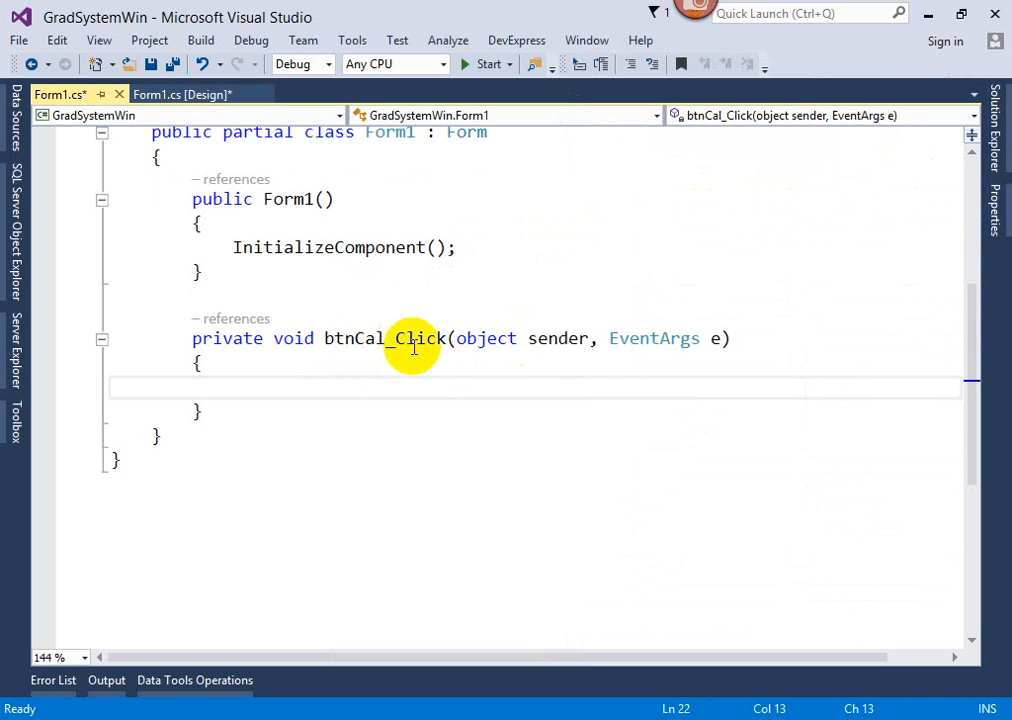 GradSystemWin - Microsoft Visual Studio
1
Quick Launch (Ctrl+Q)
File Edit View Project Build Debug Team Tools Test Analyze DevExpress Window Help
Sign in
Debug Any CPU Start
Form1.cs* Form1.cs [Design]*
GradSystemWin GradSystemWin.Form1 btnCal_Click(object sender, EventArgs e)
Data Sources
SQL Server Object Explorer
Server Explorer
Toolbox
public partial class Form1 : Form
{
– references
public Form1()
{
InitializeComponent();
}
– references
private void btnCal_Click(object sender, EventArgs e)
{
}
}
}
Solution Explorer
Properties
144 %
Error List Output Data Tools Operations
Ready Ln 22 Col 13 Ch 13 INS